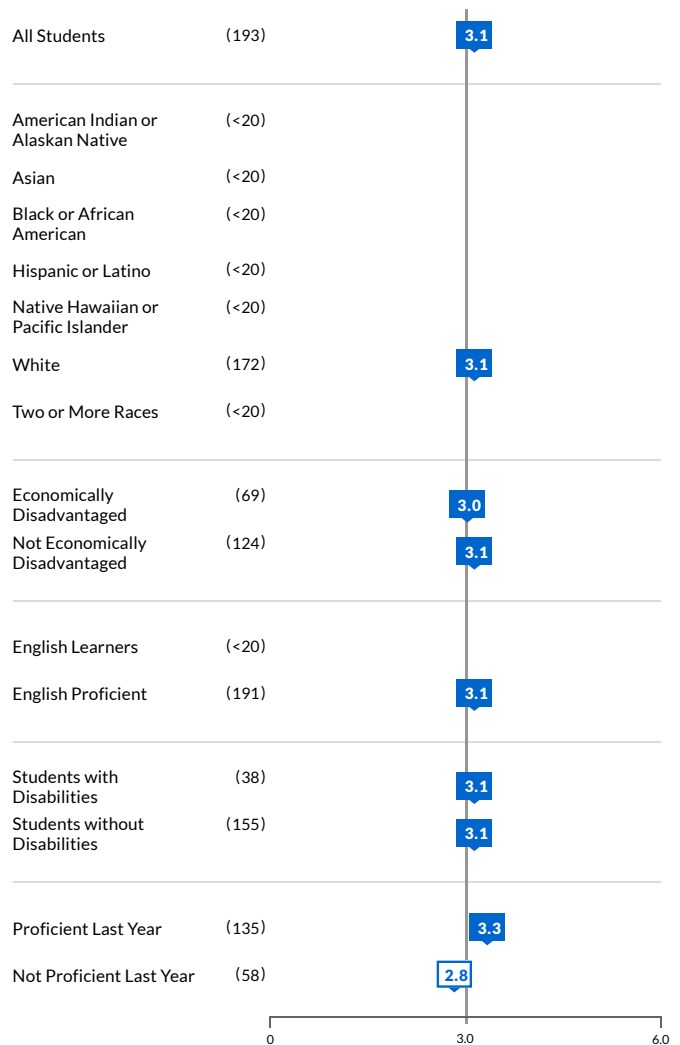 All Students (193) 3.1
American Indian or (<20)
Alaskan Native
Asian (<20)
Black or African (<20)
American
Hispanic or Latino (<20)
Native Hawaiian or (<20)
Pacific Islander
White (172) 3.1
Two or More Races (<20)
Economically (69) 3.0
Disadvantaged
Not Economically (124) 3.1
Disadvantaged
English Learners (<20)
English Proficient (191) 3.1
Students with (38) 3.1
Disabilities
Students without (155) 3.1
Disabilities
Proficient Last Year (135) 3.3
Not Proficient Last Year (58) 2.8
0 3.0 6.0